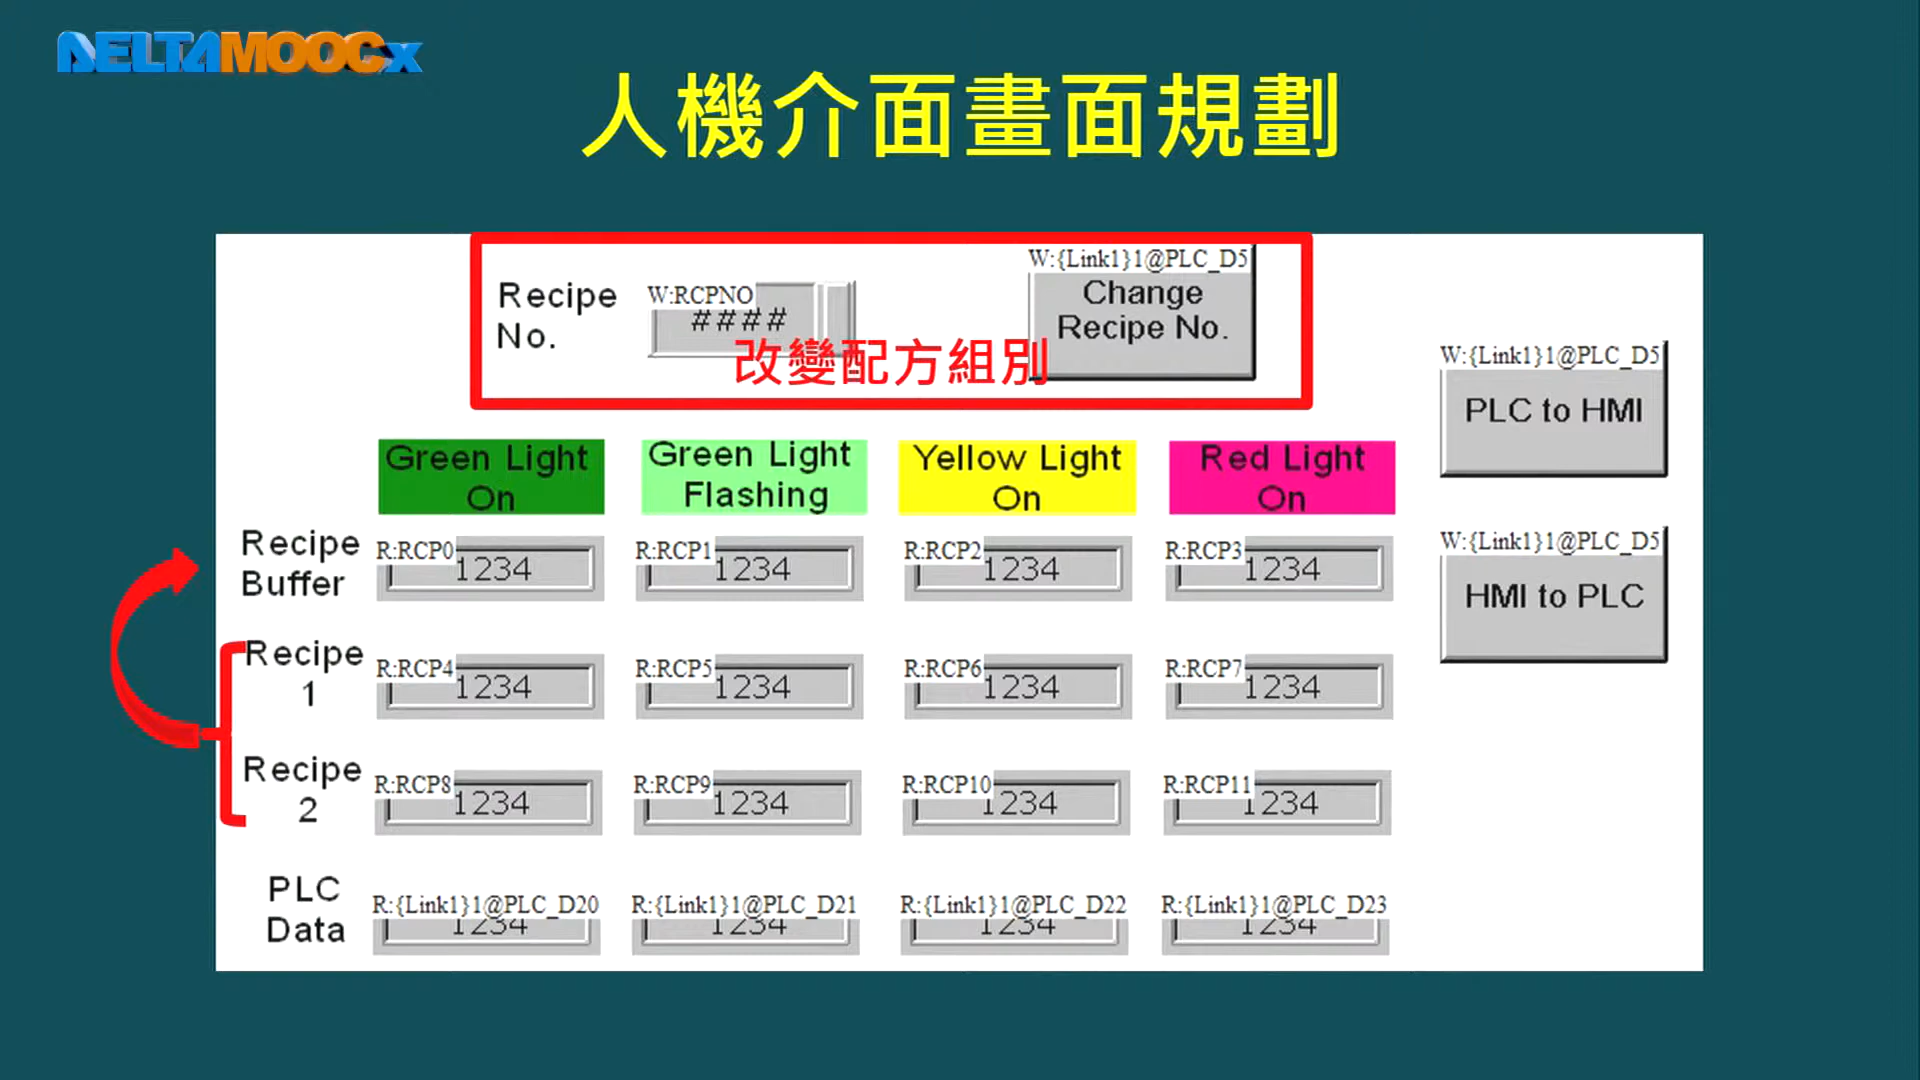 DELTAMOOCx
人機介面畫面規劃
Recipe No.
W:RCPNO
####
W:{Link1}1@PLC_D5
Change Recipe No.
改變配方組別
W:{Link1}1@PLC_D5
PLC to HMI
Green Light On
Green Light Flashing
Yellow Light On
Red Light On
W:{Link1}1@PLC_D5
HMI to PLC
Recipe Buffer
R:RCP0 1234
R:RCP1 1234
R:RCP2 1234
R:RCP3 1234
Recipe 1
R:RCP4 1234
R:RCP5 1234
R:RCP6 1234
R:RCP7 1234
Recipe 2
R:RCP8 1234
R:RCP9 1234
R:RCP10 1234
R:RCP11 1234
PLC Data
R:{Link1}1@PLC_D20 1234
R:{Link1}1@PLC_D21 1234
R:{Link1}1@PLC_D22 1234
R:{Link1}1@PLC_D23 1234